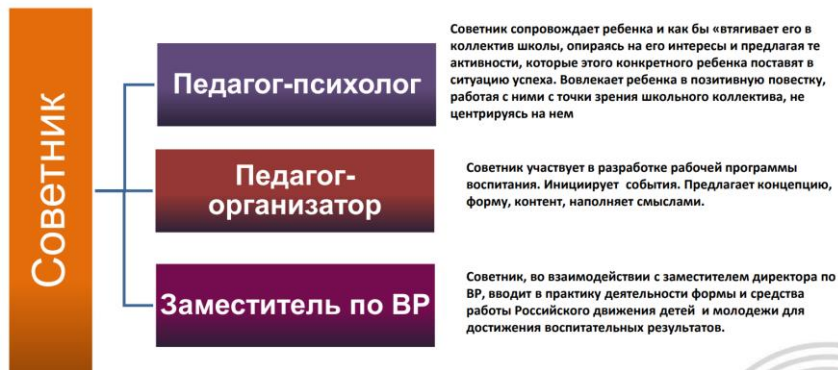 Советник
Педагог-психолог
Советник сопровождает ребенка и как бы «втягивает его в
коллектив школы, опираясь на его интересы и предлагая те
активности, которые этого конкретного ребенка поставят в
ситуацию успеха. Вовлекает ребенка в позитивную повестку,
работая с ними с точки зрения школьного коллектива, не
центрируясь на нем
Педагог-
организатор
Советник участвует в разработке рабочей программы
воспитания. Инициирует  события. Предлагает концепцию,
форму, контент, наполняет смыслами.
Заместитель по ВР
Советник, во взаимодействии с заместителем директора по
ВР, вводит в практику деятельности формы и средства
работы Российского движения детей  и молодежи для
достижения воспитательных результатов.